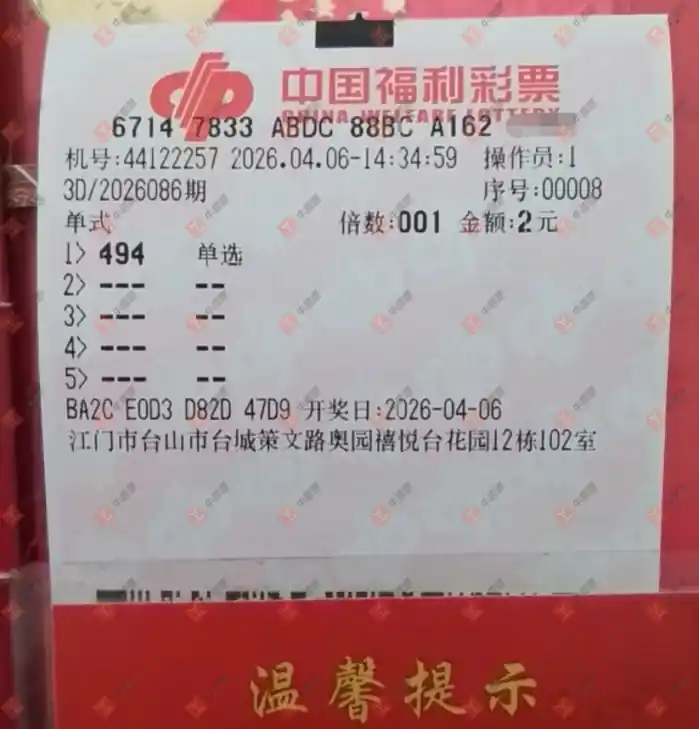 中国福利彩票
CHINA WELFARE LOTTERY
6714 7833 ABDC 88BC A162
机号:44122257 2026.04.06-14:34:59 操作员:1
3D/2026086期 序号:00008
单式 倍数:001 金额:2元
1> 494 单选
2> --- --
3> --- --
4> --- --
5> --- --
BA2C E0D3 D82D 47D9 开奖日:2026-04-06
江门市台山市台城策文路奥园禧悦台花园12栋102室
温馨提示